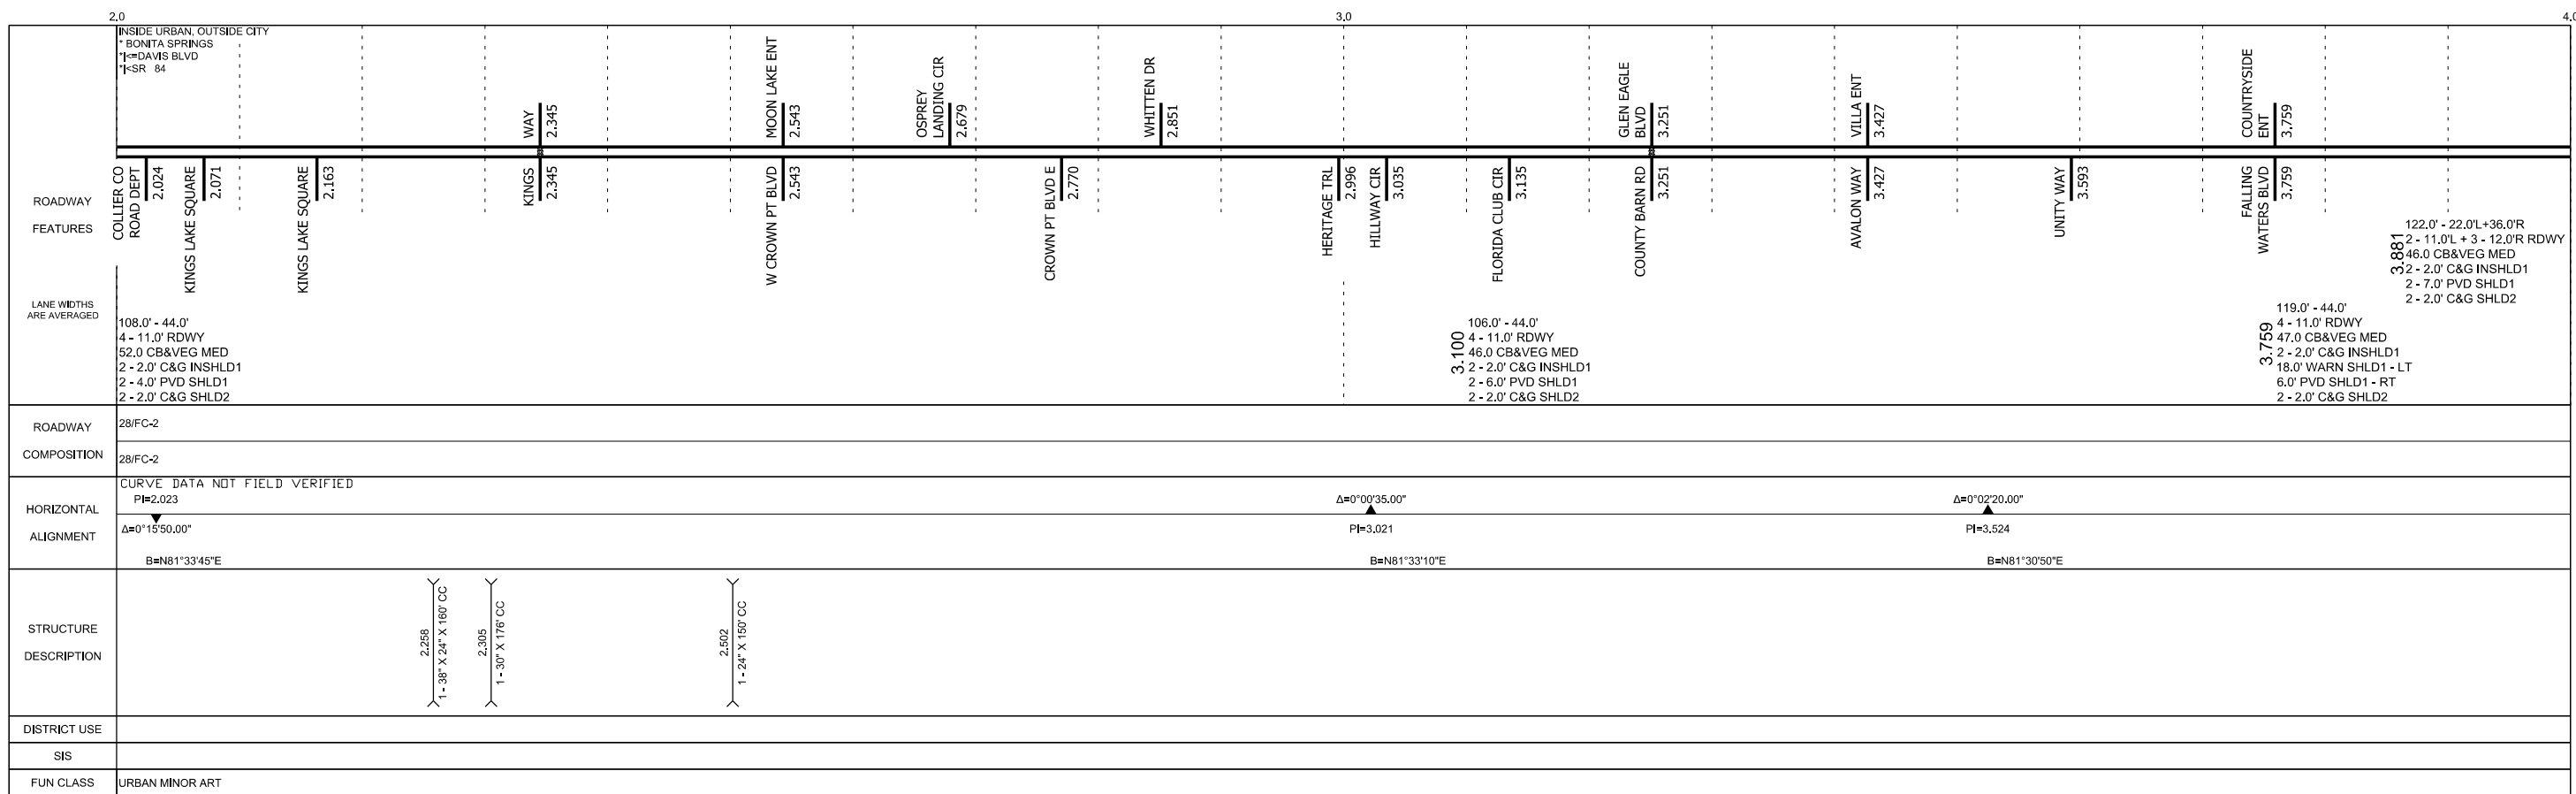 2.0
3.0
4.0
INSIDE URBAN, OUTSIDE CITY
* BONITA SPRINGS
*|<=DAVIS BLVD
*|<SR 84
WAY
2.345
MOON LAKE ENT
2.543
OSPREY
LANDING CIR
2.679
WHITTEN DR
2.851
GLEN EAGLE
BLVD
3.251
VILLA ENT
3.427
COUNTRYSIDE
ENT
3.759
ROADWAY
FEATURES
LANE WIDTHS
ARE AVERAGED
COLLIER CO
ROAD DEPT
2.024
KINGS LAKE SQUARE
2.071
KINGS LAKE SQUARE
2.163
KINGS
2.345
W CROWN PT BLVD
2.543
CROWN PT BLVD E
2.770
HERITAGE TRL
2.996
HILLWAY CIR
3.035
FLORIDA CLUB CIR
3.135
COUNTY BARN RD
3.251
AVALON WAY
3.427
UNITY WAY
3.593
FALLING
WATERS BLVD
3.759
108.0' - 44.0'
4 - 11.0' RDWY
52.0 CB&VEG MED
2 - 2.0' C&G INSHLD1
2 - 4.0' PVD SHLD1
2 - 2.0' C&G SHLD2
3.100
106.0' - 44.0'
4 - 11.0' RDWY
46.0 CB&VEG MED
2 - 2.0' C&G INSHLD1
2 - 6.0' PVD SHLD1
2 - 2.0' C&G SHLD2
3.759
119.0' - 44.0'
4 - 11.0' RDWY
47.0 CB&VEG MED
2 - 2.0' C&G INSHLD1
18.0' WARN SHLD1 - LT
6.0' PVD SHLD1 - RT
2 - 2.0' C&G SHLD2
3.881
122.0' - 22.0'L+36.0'R
2 - 11.0'L + 3 - 12.0'R RDWY
46.0 CB&VEG MED
2 - 2.0' C&G INSHLD1
2 - 7.0' PVD SHLD1
2 - 2.0' C&G SHLD2
ROADWAY
COMPOSITION
28/FC-2
28/FC-2
HORIZONTAL
ALIGNMENT
CURVE DATA NOT FIELD VERIFIED
PI=2.023
Δ=0°15'50.00"
B=N81°33'45"E
Δ=0°00'35.00"
PI=3.021
B=N81°33'10"E
Δ=0°02'20.00"
PI=3.524
B=N81°30'50"E
STRUCTURE
DESCRIPTION
2.258
1 - 38" X 24" X 160' CC
2.305
1 - 30" X 176' CC
2.502
1 - 24" X 150' CC
DISTRICT USE
SIS
FUN CLASS
URBAN MINOR ART